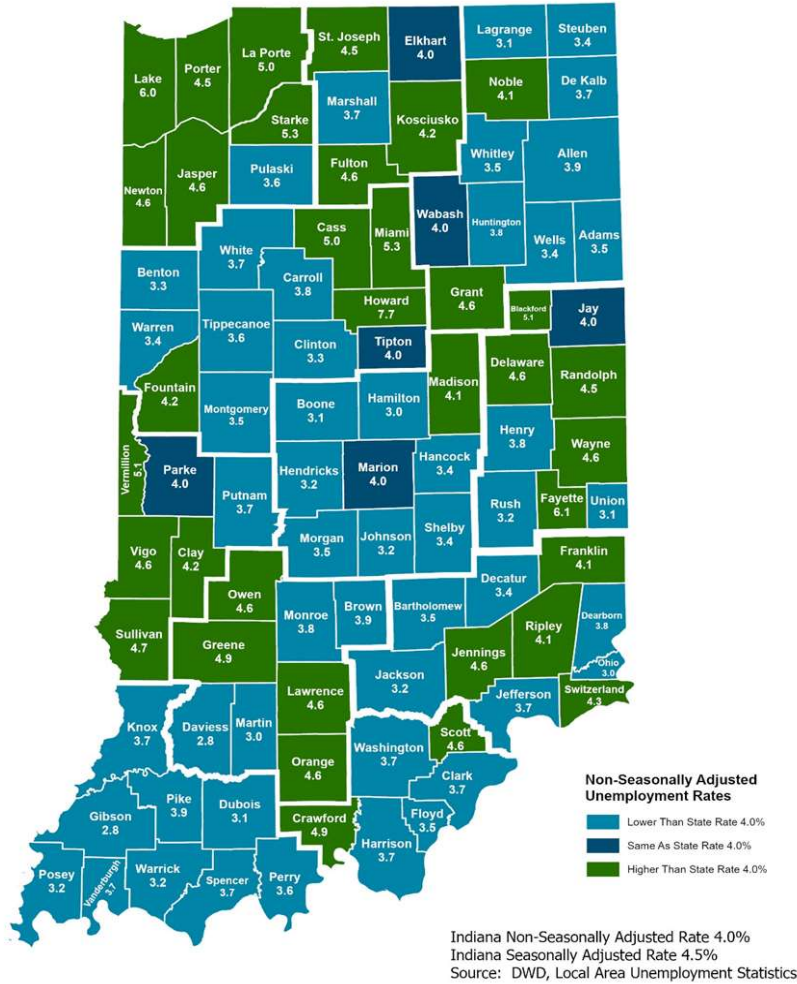 St. Joseph
4.5
Elkhart
4.0
Lagrange
3.1
Steuben
3.4
La Porte
5.0
Porter
4.5
Lake
6.0
Noble
4.1
De Kalb
3.7
Marshall
3.7
Kosciusko
4.2
Starke
5.3
Whitley
3.5
Allen
3.9
Jasper
4.6
Newton
4.6
Pulaski
3.6
Fulton
4.6
Wabash
4.0
Huntington
3.8
Wells
3.4
Adams
3.5
White
3.7
Cass
5.0
Miami
5.3
Benton
3.3
Carroll
3.8
Grant
4.6
Howard
7.7
Blackford
5.1
Jay
4.0
Warren
3.4
Tippecanoe
3.6
Clinton
3.3
Tipton
4.0
Fountain
4.2
Madison
4.1
Delaware
4.6
Randolph
4.5
Montgomery
3.5
Boone
3.1
Hamilton
3.0
Henry
3.8
Wayne
4.6
Vermillion
5.1
Parke
4.0
Putnam
3.7
Hendricks
3.2
Marion
4.0
Hancock
3.4
Rush
3.2
Fayette
6.1
Union
3.1
Morgan
3.5
Johnson
3.2
Shelby
3.4
Vigo
4.6
Clay
4.2
Franklin
4.1
Owen
4.6
Decatur
3.4
Monroe
3.8
Brown
3.9
Bartholomew
3.5
Dearborn
3.8
Sullivan
4.7
Greene
4.9
Ripley
4.1
Jennings
4.6
Ohio
3.0
Jackson
3.2
Lawrence
4.6
Switzerland
4.3
Jefferson
3.7
Knox
3.7
Daviess
2.8
Martin
3.0
Orange
4.6
Washington
3.7
Scott
4.6
Clark
3.7
Gibson
2.8
Pike
3.9
Dubois
3.1
Crawford
4.9
Floyd
3.5
Harrison
3.7
Posey
3.2
Vanderburgh
3.7
Warrick
3.2
Spencer
3.7
Perry
3.6
Non-Seasonally Adjusted
Unemployment Rates
Lower Than State Rate 4.0%
Same As State Rate 4.0%
Higher Than State Rate 4.0%
Indiana Non-Seasonally Adjusted Rate 4.0%
Indiana Seasonally Adjusted Rate 4.5%
Source: DWD, Local Area Unemployment Statistics